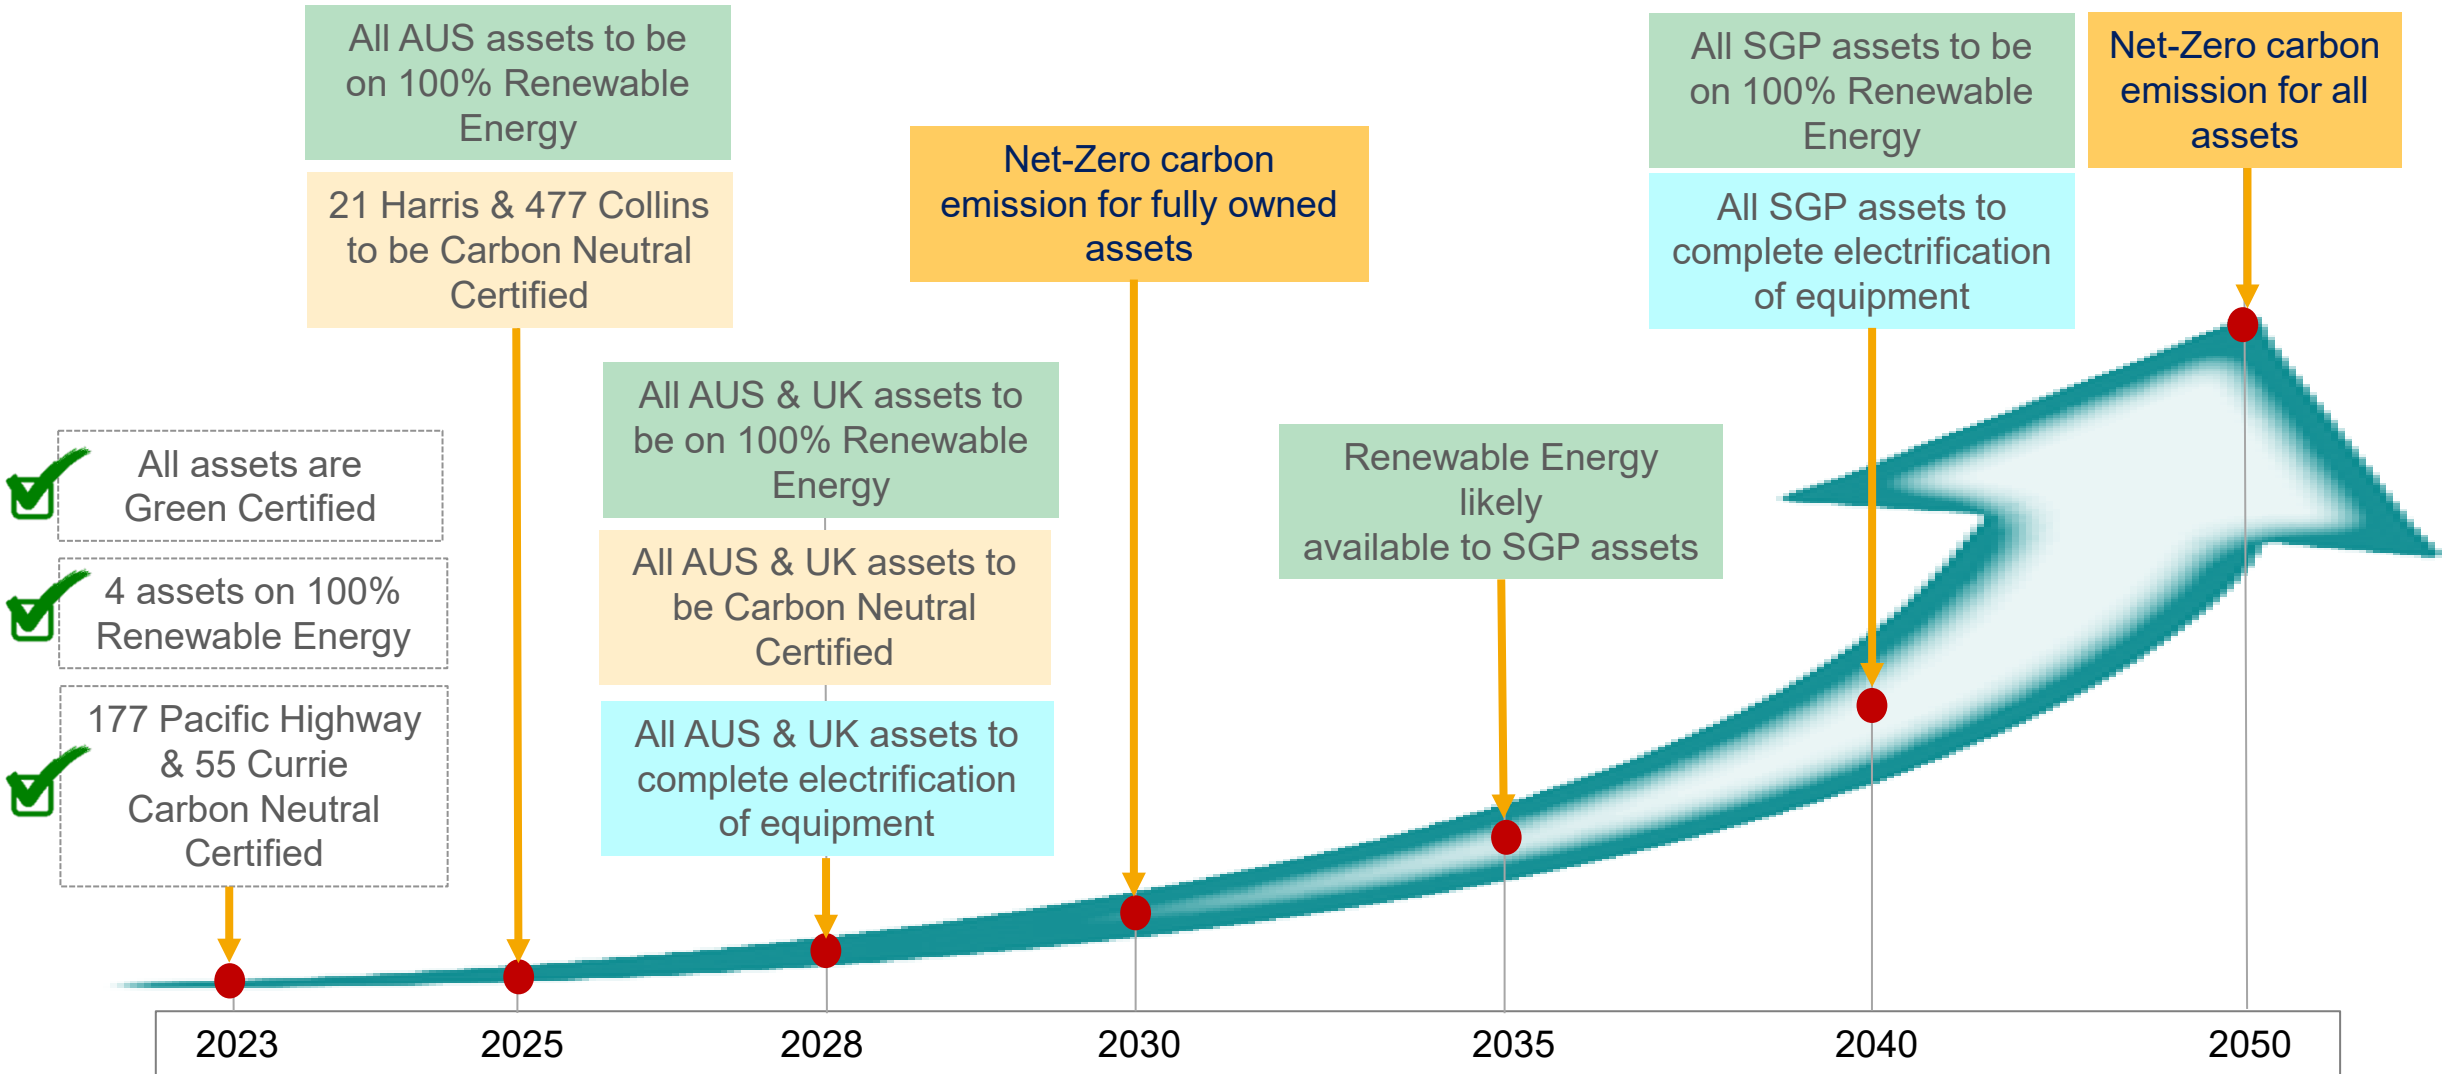 All assets are
Green Certified
4 assets on 100%
Renewable Energy
177 Pacific Highway
& 55 Currie
Carbon Neutral
Certified
All AUS assets to be
on 100% Renewable
Energy
21 Harris & 477 Collins
to be Carbon Neutral
Certified
All AUS & UK assets to
be on 100% Renewable
Energy
All AUS & UK assets to
be Carbon Neutral
Certified
All AUS & UK assets to
complete electrification
of equipment
Net-Zero carbon
emission for fully owned
assets
Renewable Energy
likely
available to SGP assets
All SGP assets to be
on 100% Renewable
Energy
All SGP assets to
complete electrification
of equipment
Net-Zero carbon
emission for all
assets
2023
2025
2028
2030
2035
2040
2050